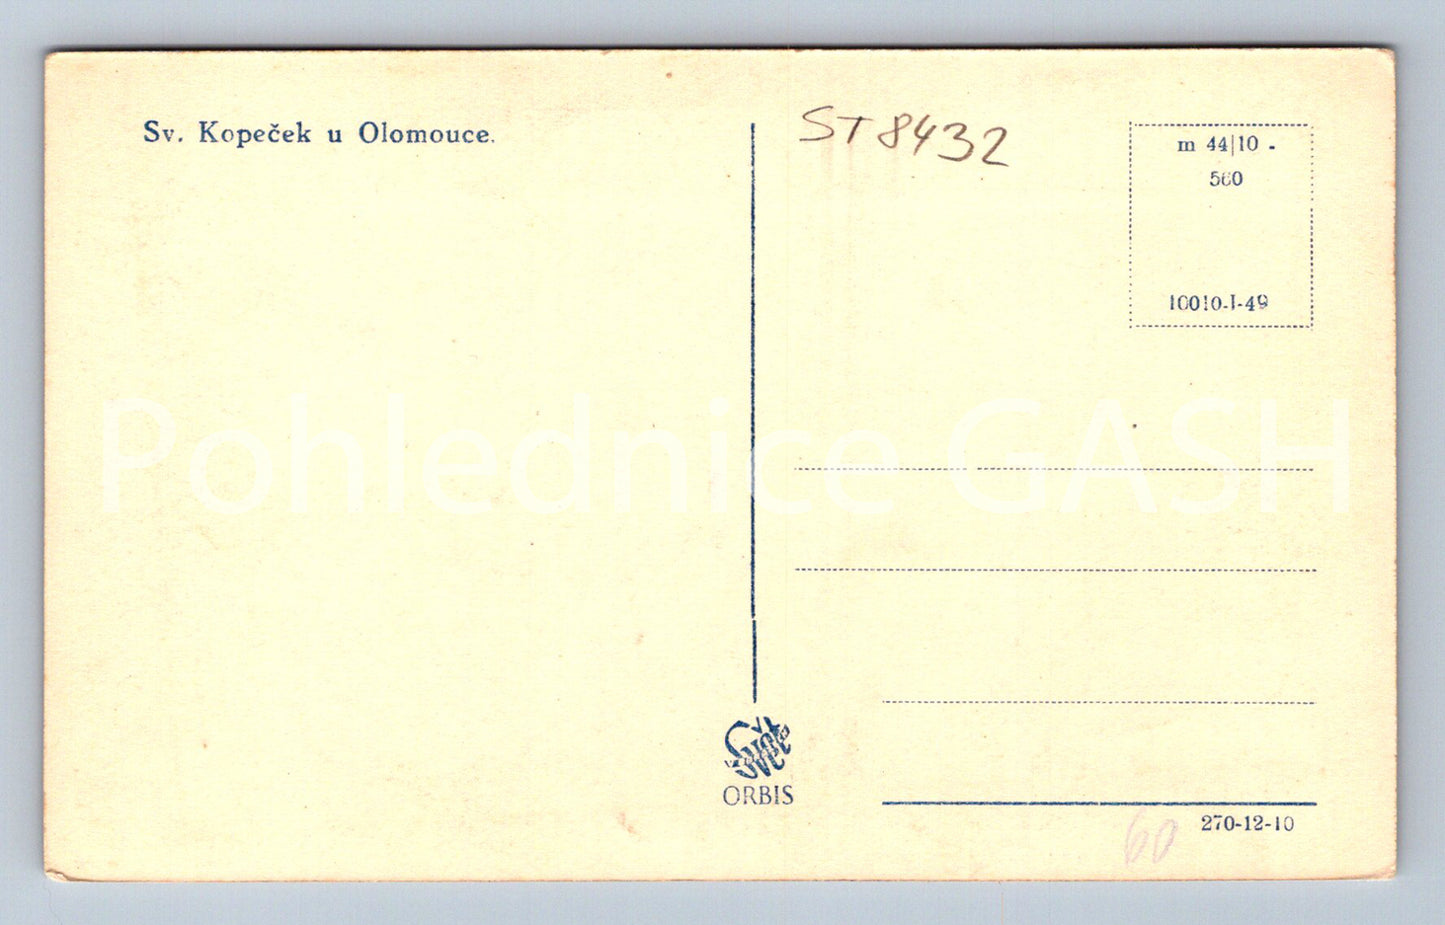 Sv. Kopeček u Olomouce.
ST8432
m 44|10 -
560
10010-I-49
Pohlednice GASH
Svět
ORBIS
270-12-10
60